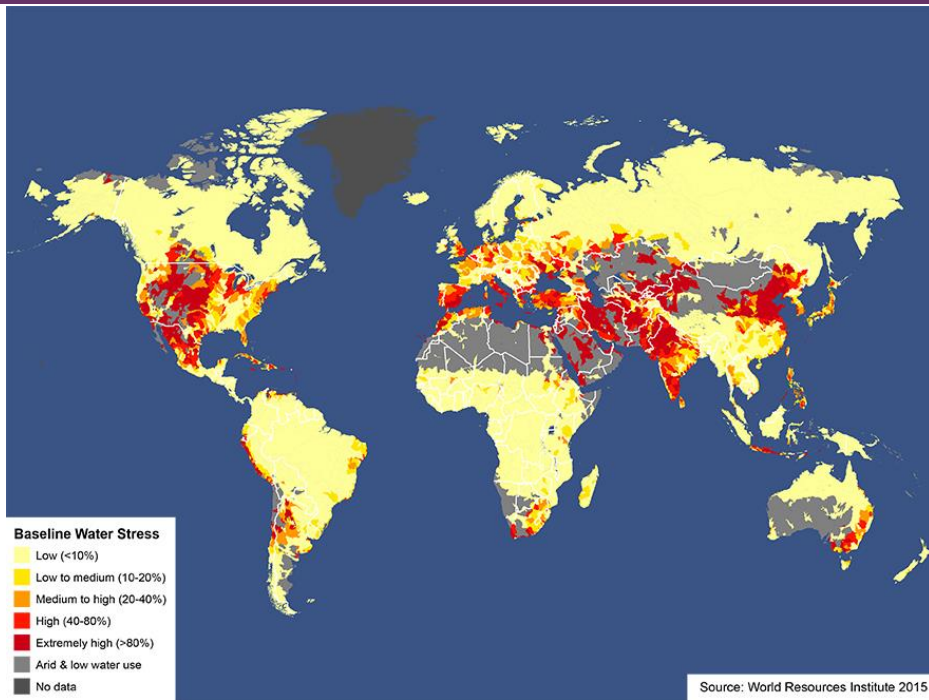 Baseline Water Stress
Low (<10%)
Low to medium (10-20%)
Medium to high (20-40%)
High (40-80%)
Extremely high (>80%)
Arid & low water use
No data
Source: World Resources Institute 2015